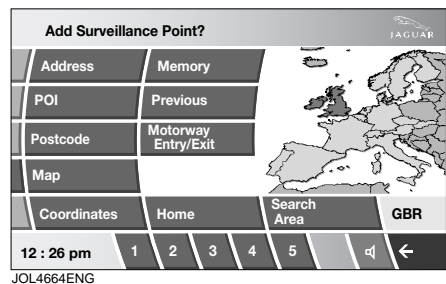 Add Surveillance Point?
JAGUAR
Address Memory
POI Previous
Postcode Motorway Entry/Exit
Map
Coordinates Home Search Area GBR
12 : 26 pm 1 2 3 4 5
JOL4664ENG